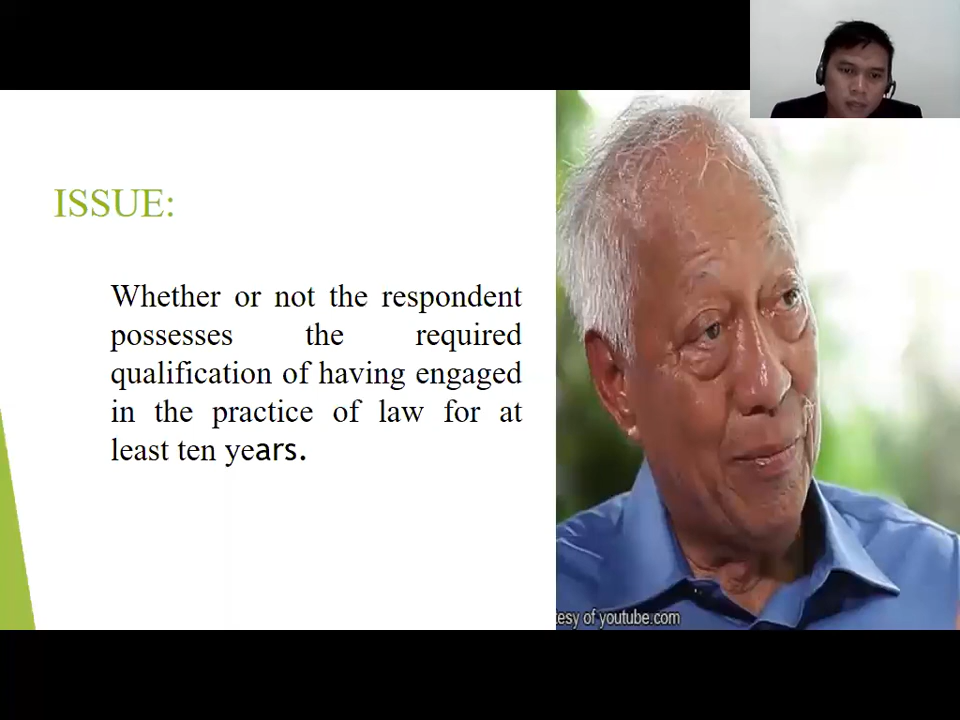 ISSUE:
Whether or not the respondent
possesses the required
qualification of having engaged
in the practice of law for at
least ten years.
tesy of youtube.com